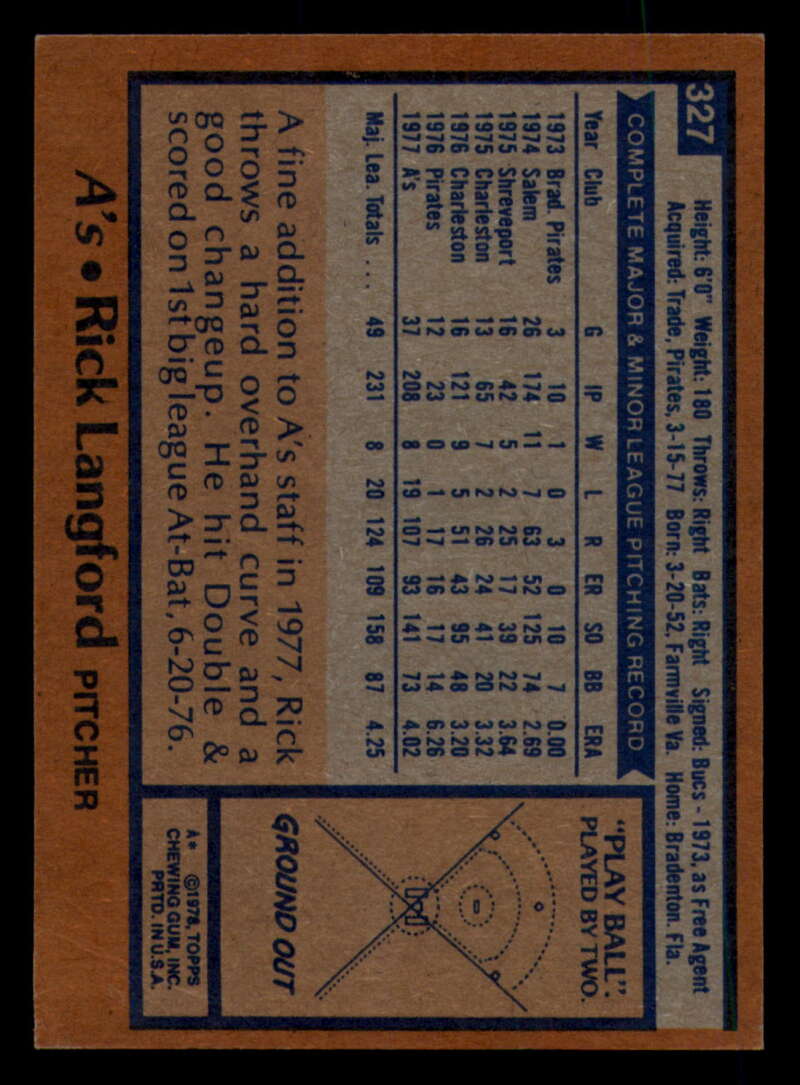 327
Height: 6'0" Weight: 180 Throws: Right Bats: Right Signed: Bucs - 1973, as Free Agent
Acquired: Trade, Pirates, 3-15-77 Born: 3-20-52, Farmville Va. Home: Bradenton, Fla.
COMPLETE MAJOR & MINOR LEAGUE PITCHING RECORD
Year Club G IP W L R ER SO BB ERA
1973 Brad. Pirates 3 10 1 0 3 0 10 7 0.00
1974 Salem 26 174 11 7 63 52 125 74 2.69
1975 Shreveport 16 42 5 2 25 17 39 22 3.64
1975 Charleston 13 65 7 2 26 24 41 20 3.32
1976 Charleston 16 121 9 5 51 43 95 48 3.20
1976 Pirates 12 23 0 1 17 16 17 14 6.26
1977 A's 37 208 8 19 107 93 141 73 4.02
Maj. Lea. Totals . . . 49 231 8 20 124 109 158 87 4.25
A fine addition to A's staff in 1977, Rick
throws a hard overhand curve and a
good changeup. He hit Double &
scored on 1st big league At-Bat, 6-20-76.
"PLAY BALL":
PLAYED BY TWO.
GROUND OUT
A* ©1978, TOPPS
CHEWING GUM, INC.
PRTD. IN U.S.A.
A's • Rick Langford PITCHER